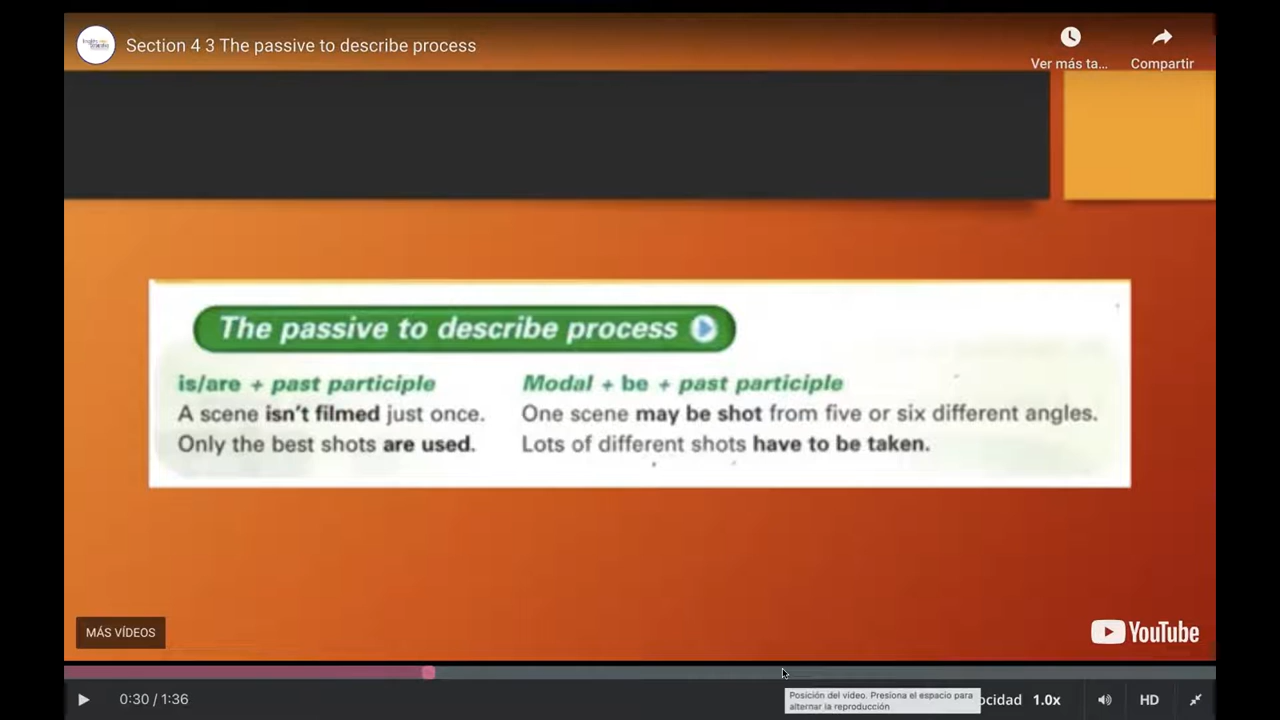 Section 4 3 The passive to describe process
Ver más ta...
Compartir
The passive to describe process
is/are + past participle
A scene isn't filmed just once.
Only the best shots are used.
Modal + be + past participle
One scene may be shot from five or six different angles.
Lots of different shots have to be taken.
MÁS VÍDEOS
YouTube
0:30 / 1:36
Posición del video. Presiona el espacio para
alternar la reproducción
ocidad 1.0x
HD